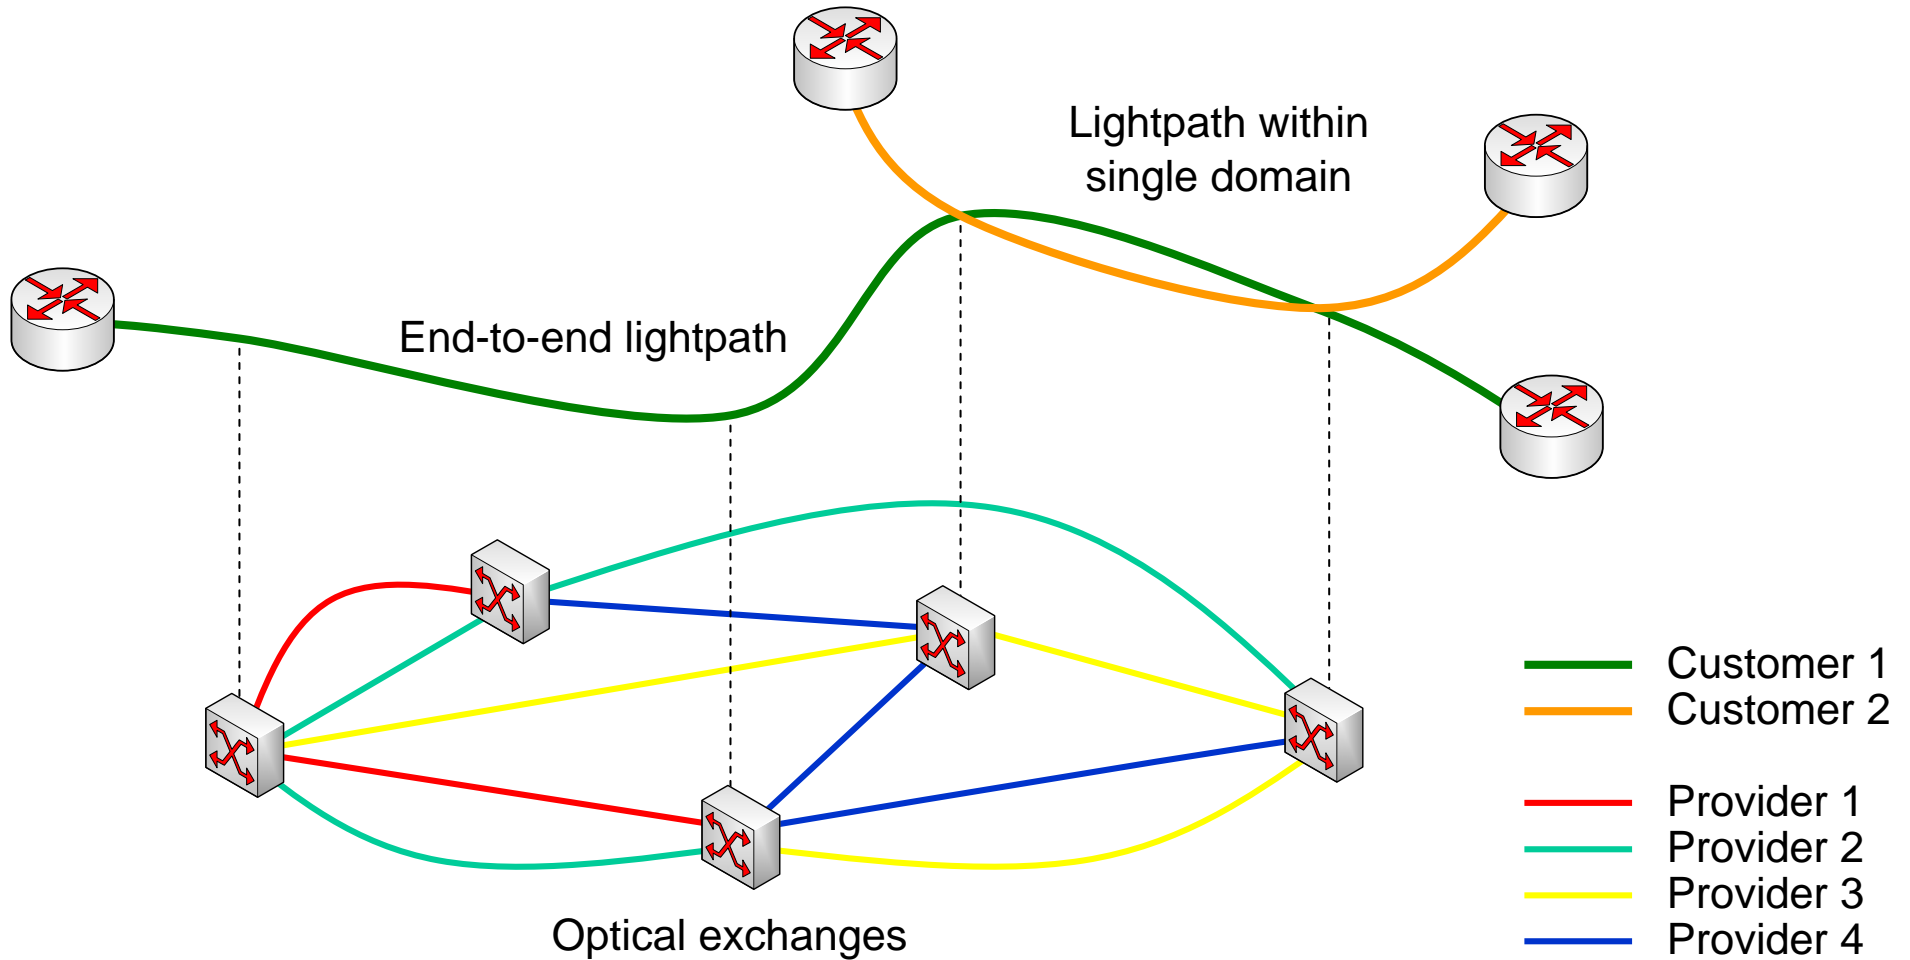 Lightpath within
single domain
End-to-end lightpath
Optical exchanges
Customer 1
Customer 2
Provider 1
Provider 2
Provider 3
Provider 4